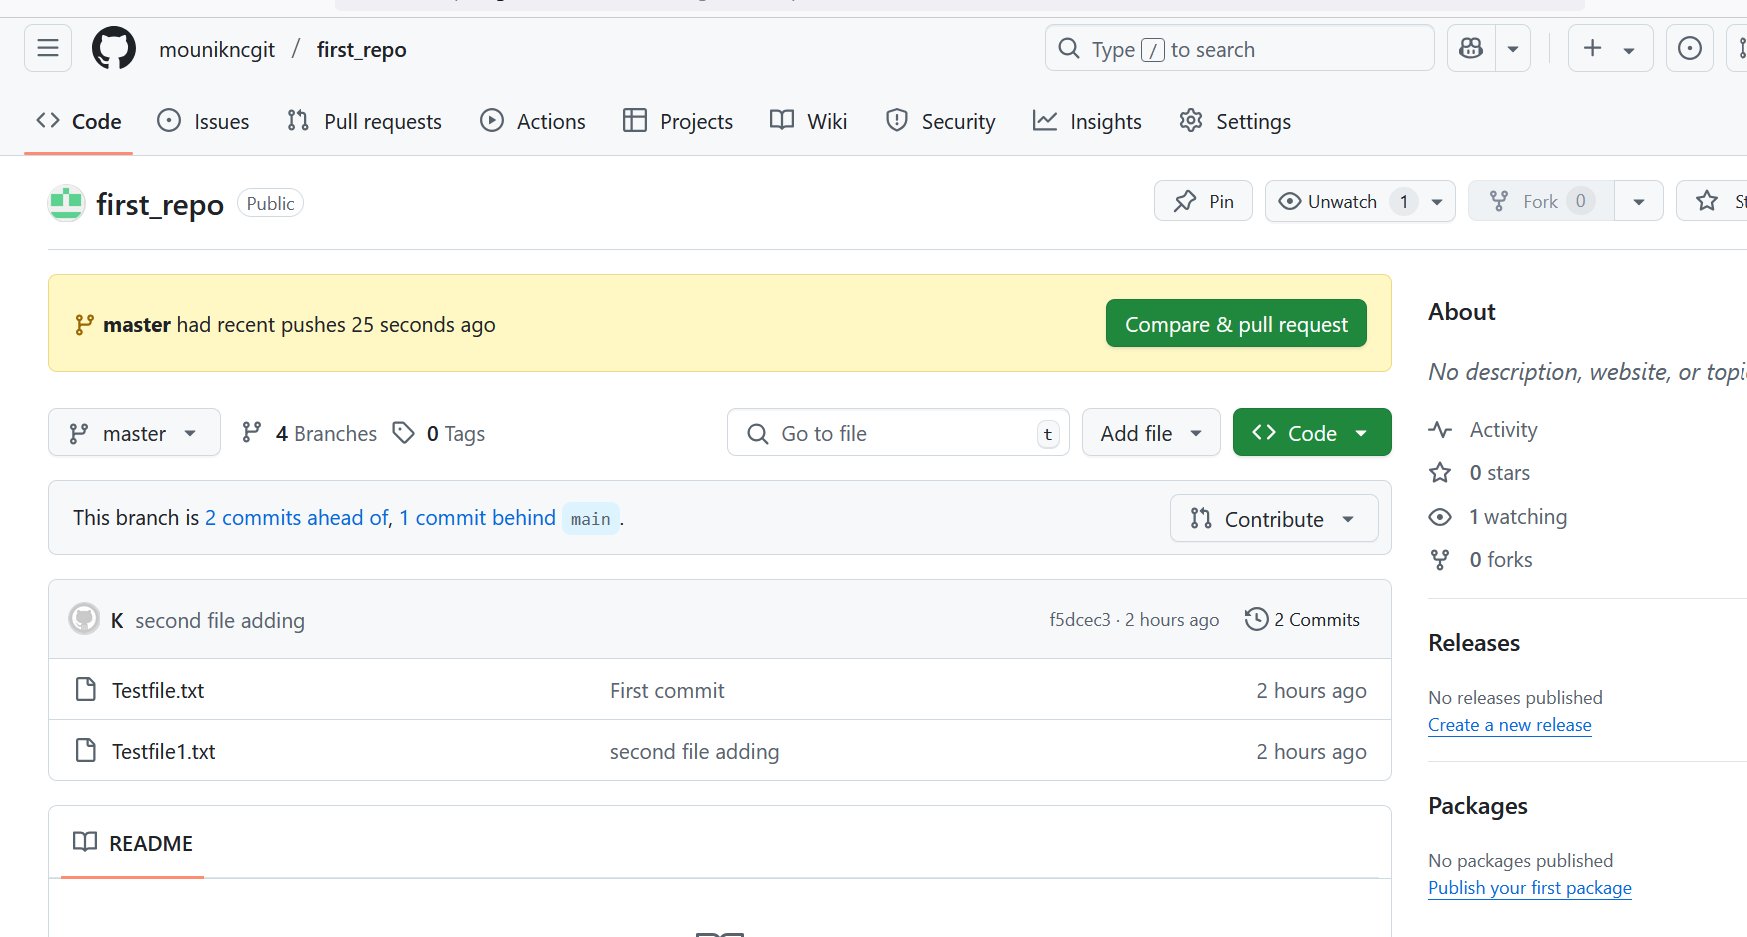 mounikncgit / first_repo
Type / to search
Code
Issues
Pull requests
Actions
Projects
Wiki
Security
Insights
Settings
first_repo Public
Pin
Unwatch 1
Fork 0
master had recent pushes 25 seconds ago
Compare & pull request
master
4 Branches
0 Tags
Go to file
t
Add file
Code
This branch is 2 commits ahead of, 1 commit behind main .
Contribute
K second file adding
f5dcec3 · 2 hours ago
2 Commits
Testfile.txt First commit 2 hours ago
Testfile1.txt second file adding 2 hours ago
README
About
No description, website, or
Activity
0 stars
1 watching
0 forks
Releases
No releases published
Create a new release
Packages
No packages published
Publish your first package